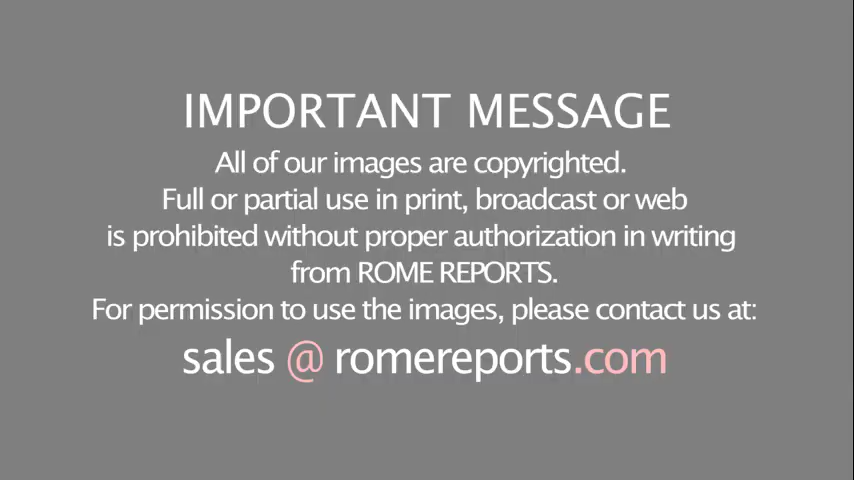 IMPORTANT MESSAGE
All of our images are copyrighted.
Full or partial use in print, broadcast or web
is prohibited without proper authorization in writing
from ROME REPORTS.
For permission to use the images, please contact us at:
sales @ romereports.com